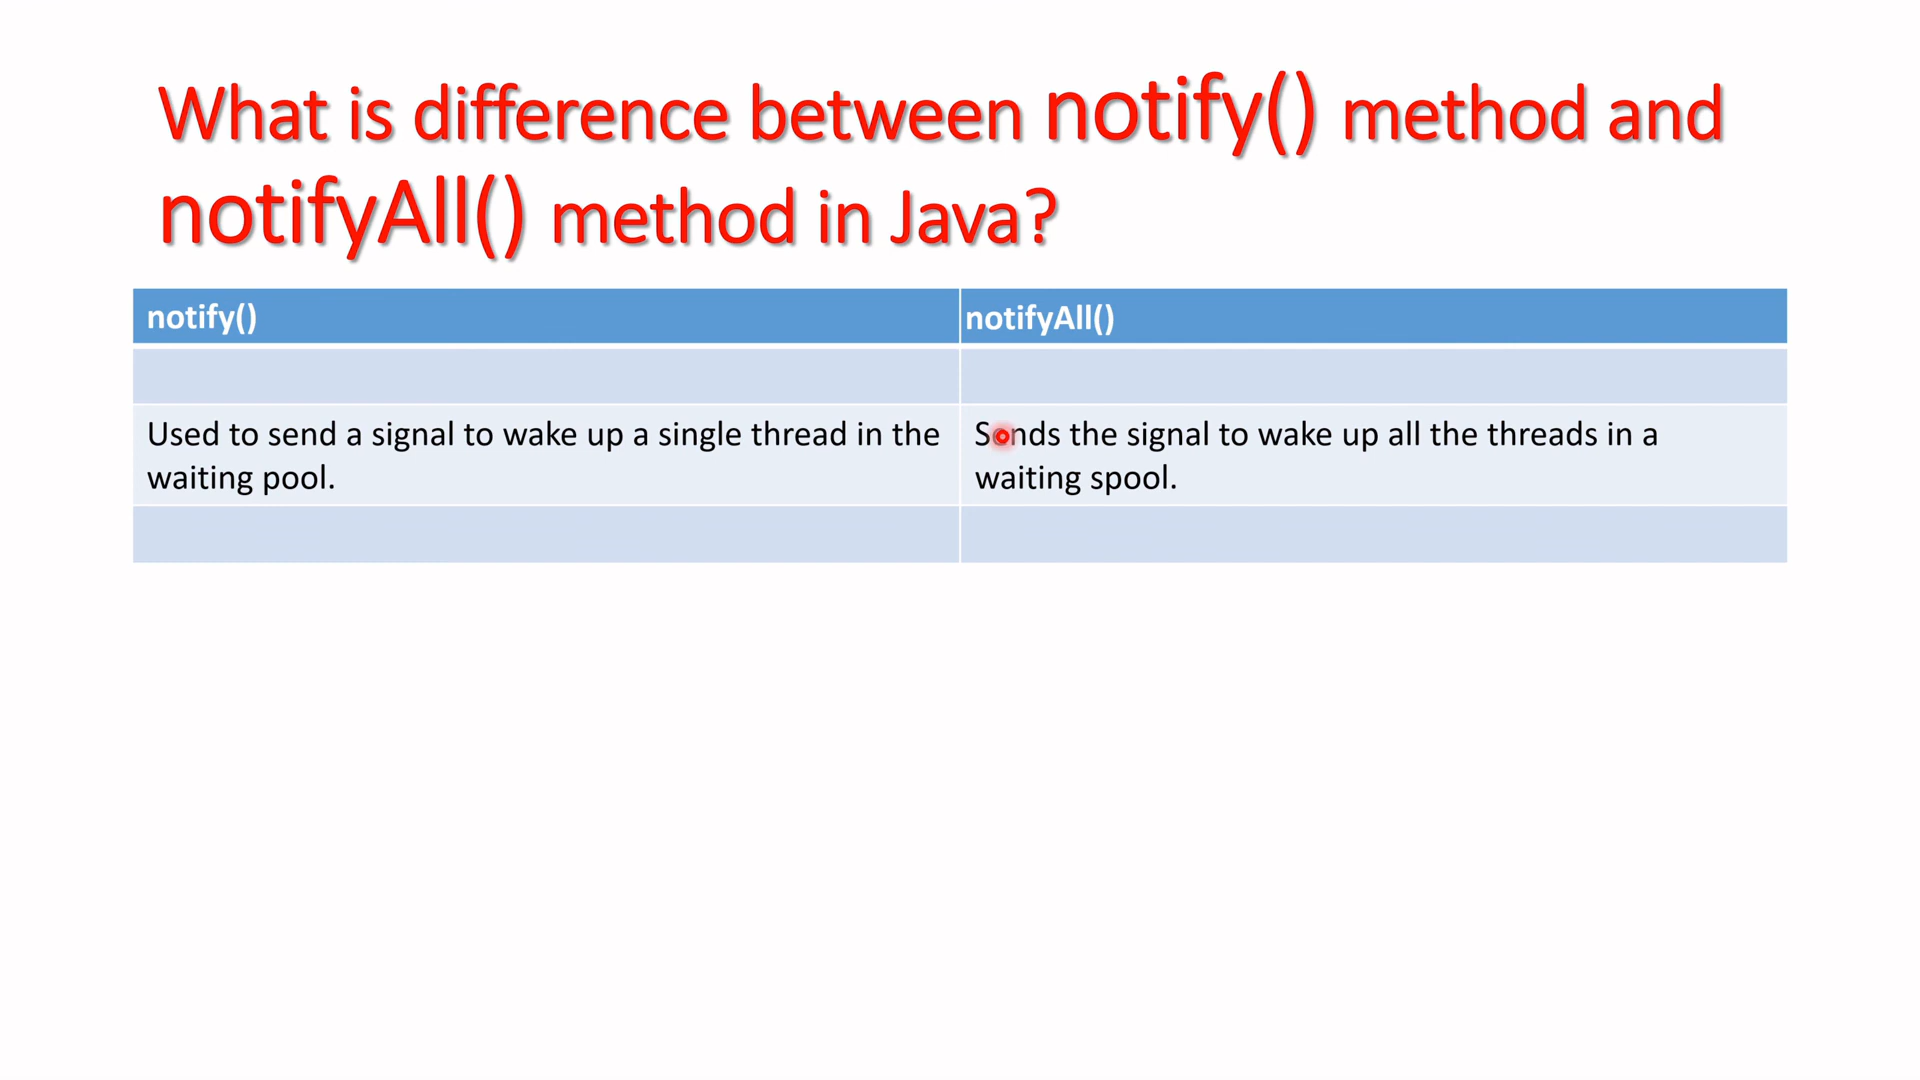 What is difference between notify() method and
notifyAll() method in Java?
notify()
notifyAll()
Used to send a signal to wake up a single thread in the
waiting pool.
Sends the signal to wake up all the threads in a
waiting spool.